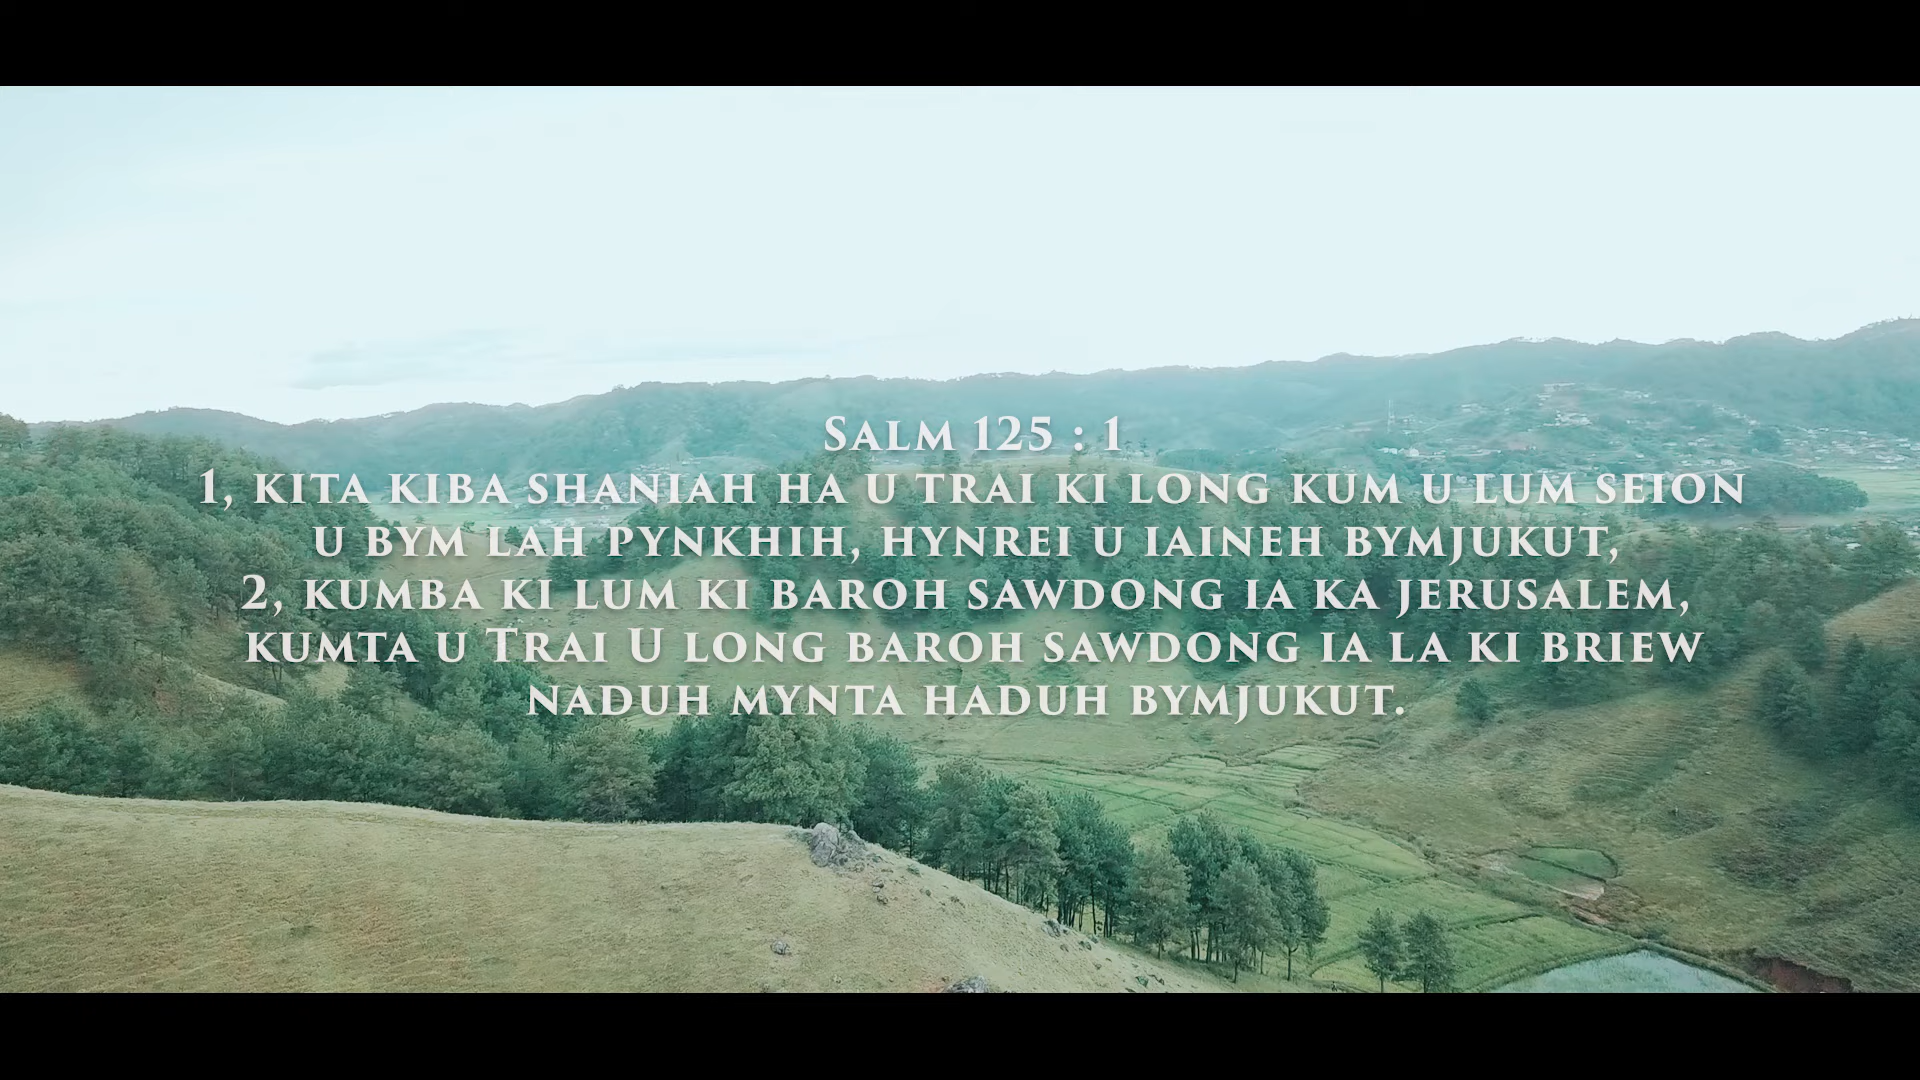 Salm 125 : 1
1, kita kiba shaniah ha u trai ki long kum u lum seion
u bym lah pynkhih, hynrei u iaineh bymjukut,
2, kumba ki lum ki baroh sawdong ia ka jerusalem,
kumta u Trai U long baroh sawdong ia la ki briew
naduh mynta haduh bymjukut.